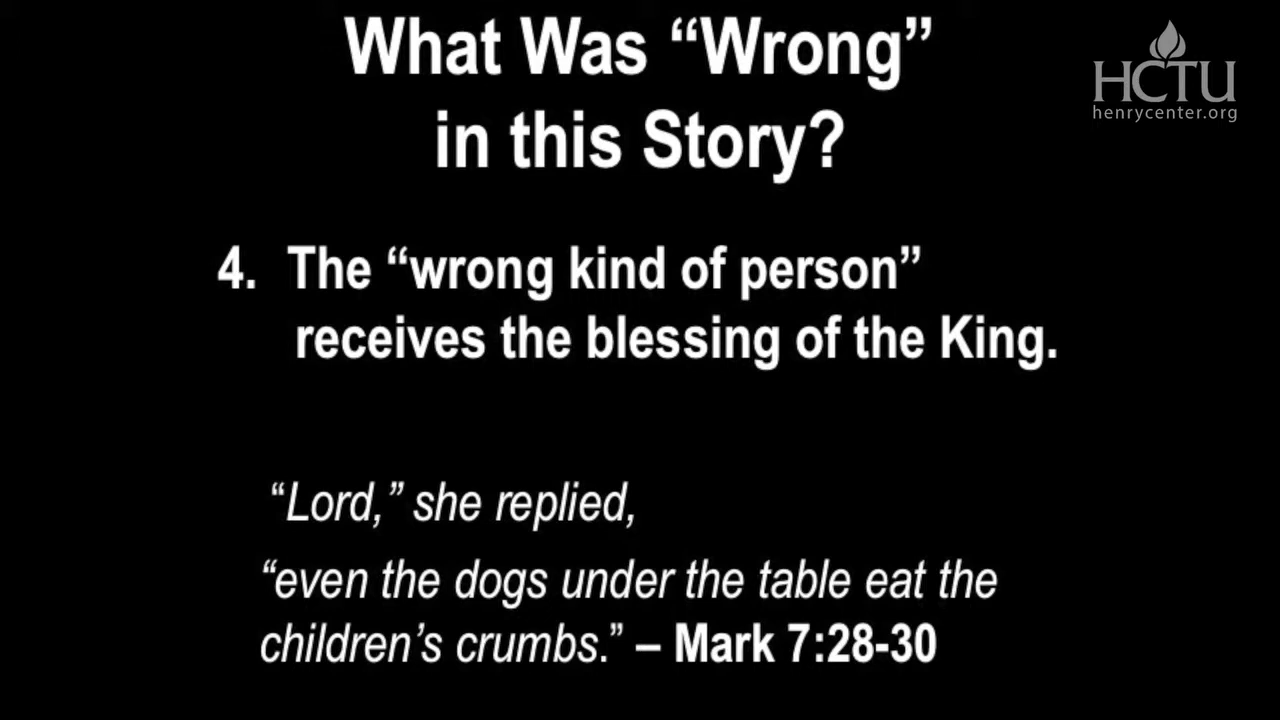 What Was “Wrong”
in this Story?
HCTU
henrycenter.org
4. The “wrong kind of person”
receives the blessing of the King.
“Lord,” she replied,
“even the dogs under the table eat the
children’s crumbs.” – Mark 7:28-30